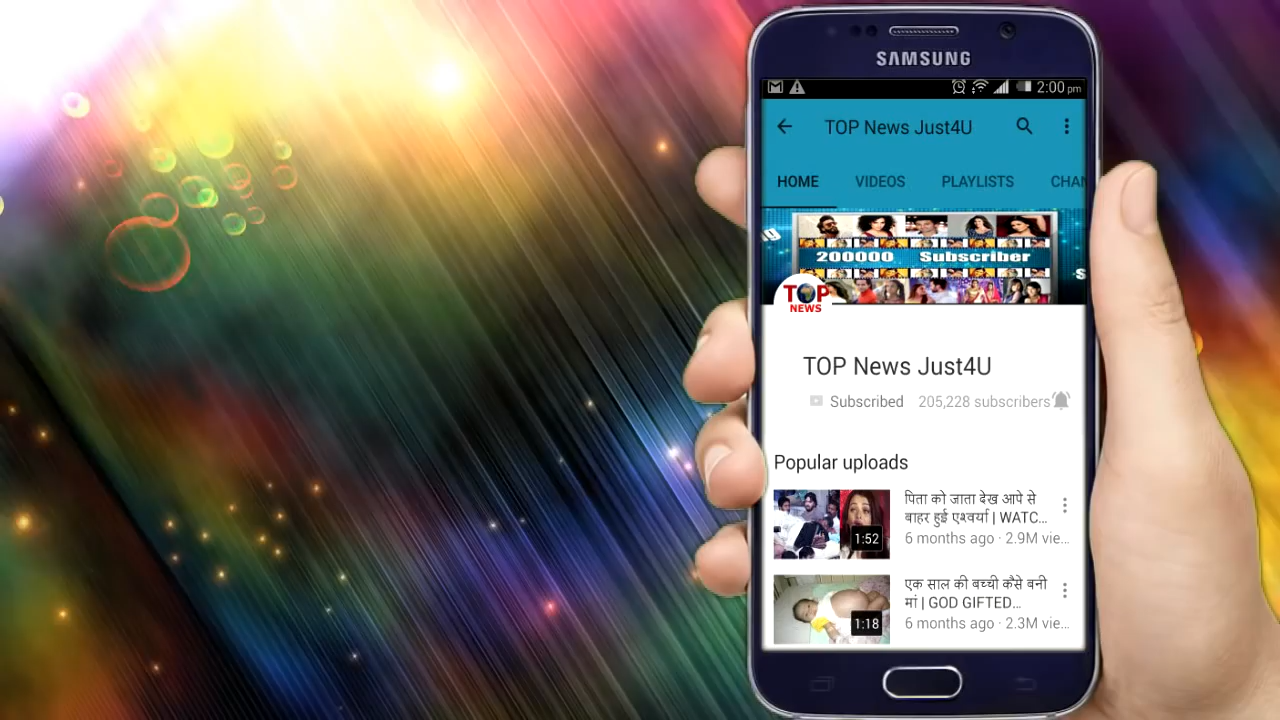 SAMSUNG
2:00 pm
TOP News Just4U
HOME VIDEOS PLAYLISTS CHAN
200000 Subscriber
TOP
NEWS
TOP News Just4U
Subscribed 205,228 subscribers
Popular uploads
पिता को जाता देख आपे से
बाहर हुई एश्वर्या | WATC...
6 months ago · 2.9M vie...
1:52
एक साल की बच्ची कैसे बनी
मां | GOD GIFTED...
6 months ago · 2.3M vie...
1:18